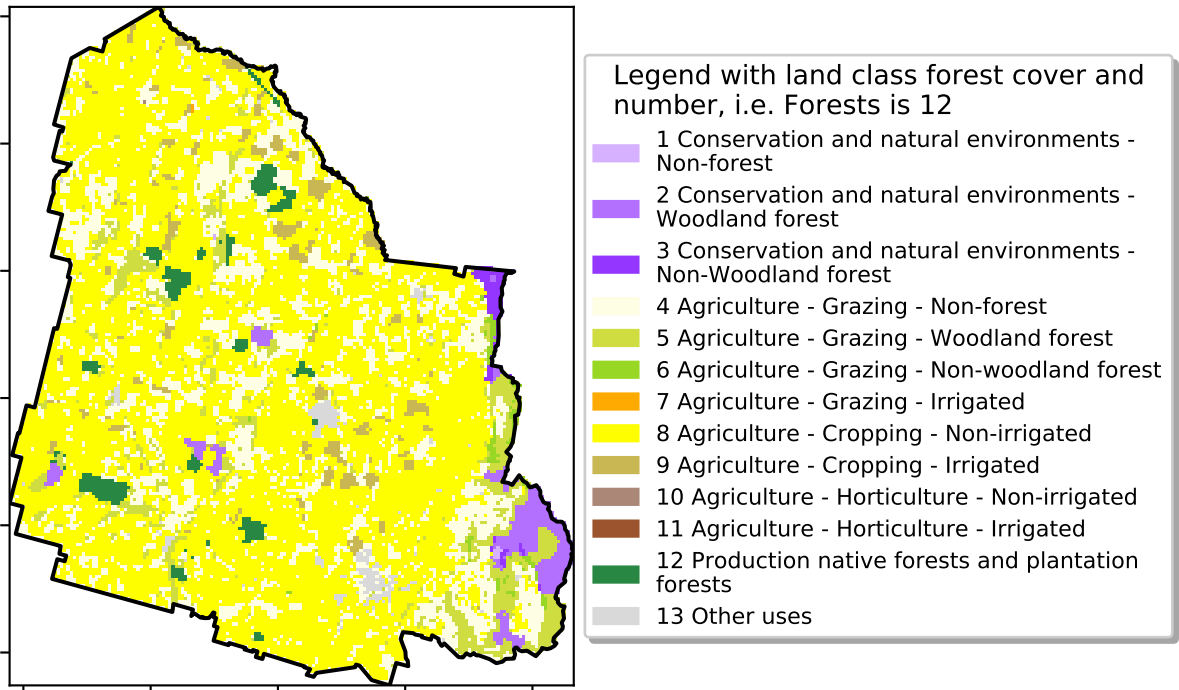 Legend with land class forest cover and
number, i.e. Forests is 12
1 Conservation and natural environments -
Non-forest
2 Conservation and natural environments -
Woodland forest
3 Conservation and natural environments -
Non-Woodland forest
4 Agriculture - Grazing - Non-forest
5 Agriculture - Grazing - Woodland forest
6 Agriculture - Grazing - Non-woodland forest
7 Agriculture - Grazing - Irrigated
8 Agriculture - Cropping - Non-irrigated
9 Agriculture - Cropping - Irrigated
10 Agriculture - Horticulture - Non-irrigated
11 Agriculture - Horticulture - Irrigated
12 Production native forests and plantation
forests
13 Other uses